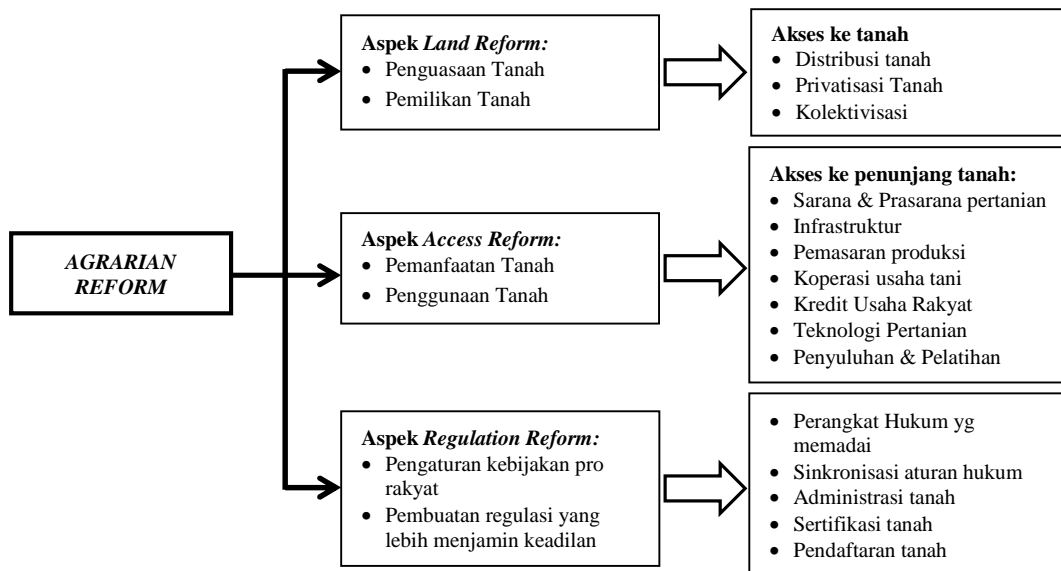 AGRARIAN
REFORM
Aspek Land Reform:
• Penguasaan Tanah
• Pemilikan Tanah
Akses ke tanah
• Distribusi tanah
• Privatisasi Tanah
• Kolektivisasi
Aspek Access Reform:
• Pemanfaatan Tanah
• Penggunaan Tanah
Akses ke penunjang tanah:
• Sarana & Prasarana pertanian
• Infrastruktur
• Pemasaran produksi
• Koperasi usaha tani
• Kredit Usaha Rakyat
• Teknologi Pertanian
• Penyuluhan & Pelatihan
Aspek Regulation Reform:
• Pengaturan kebijakan pro
rakyat
• Pembuatan regulasi yang
lebih menjamin keadilan
• Perangkat Hukum yg
memadai
• Sinkronisasi aturan hukum
• Administrasi tanah
• Sertifikasi tanah
• Pendaftaran tanah